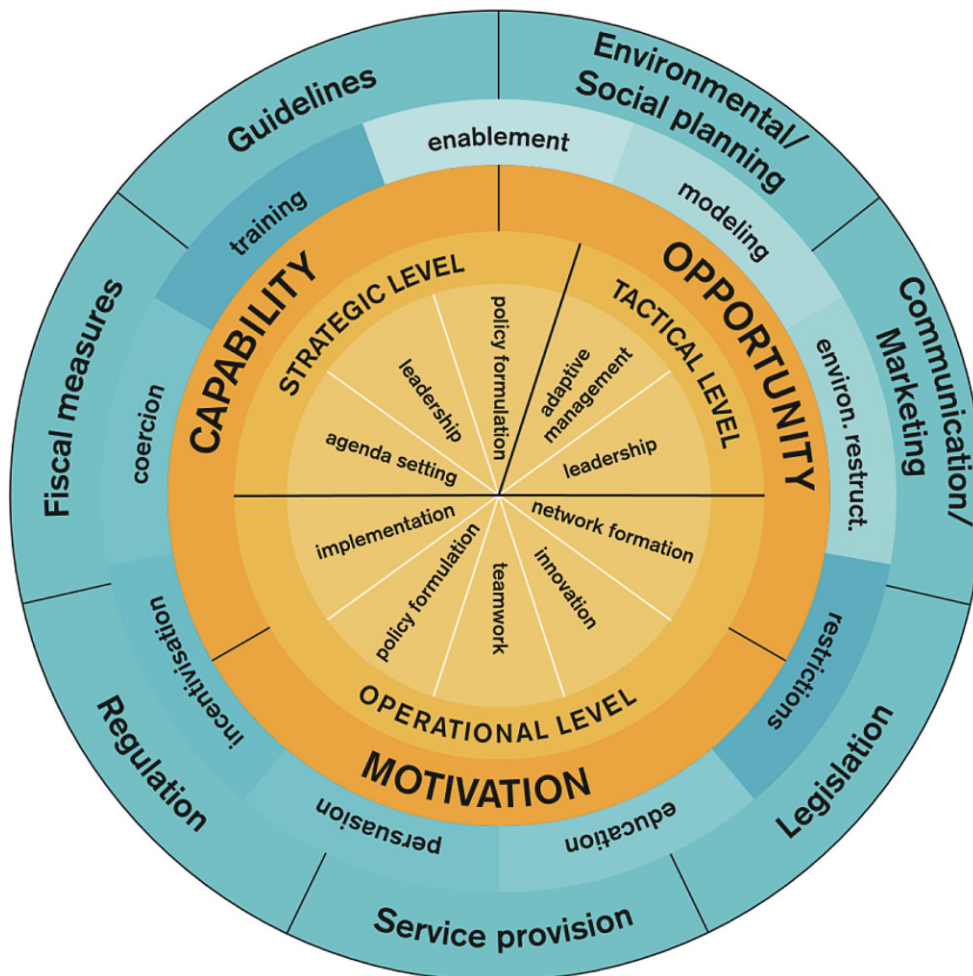 Guidelines
Environmental/
Social planning
Communication/
Marketing
Legislation
Service provision
Regulation
Fiscal measures
enablement
modeling
environ. restruct.
restrictions
education
persuasion
incentivisation
coercion
training
CAPABILITY
OPPORTUNITY
MOTIVATION
STRATEGIC LEVEL
TACTICAL LEVEL
OPERATIONAL LEVEL
policy formulation
adaptive
management
leadership
network formation
innovation
teamwork
policy formulation
implementation
agenda setting
leadership